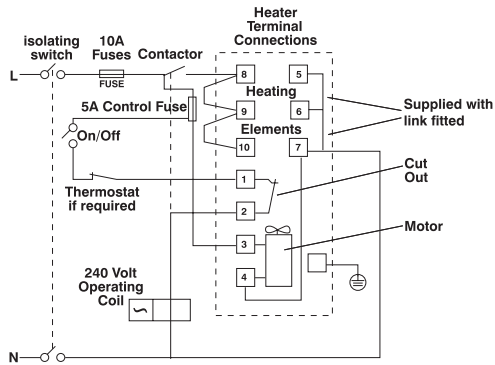 Heater
Terminal
Connections
isolating
switch
10A
Fuses
Contactor
L
FUSE
8
5
Heating
5A Control Fuse
9
6
Supplied with
link fitted
On/Off
Elements
10
7
Thermostat
if required
1
Cut
Out
2
Motor
3
4
240 Volt
Operating
Coil
N